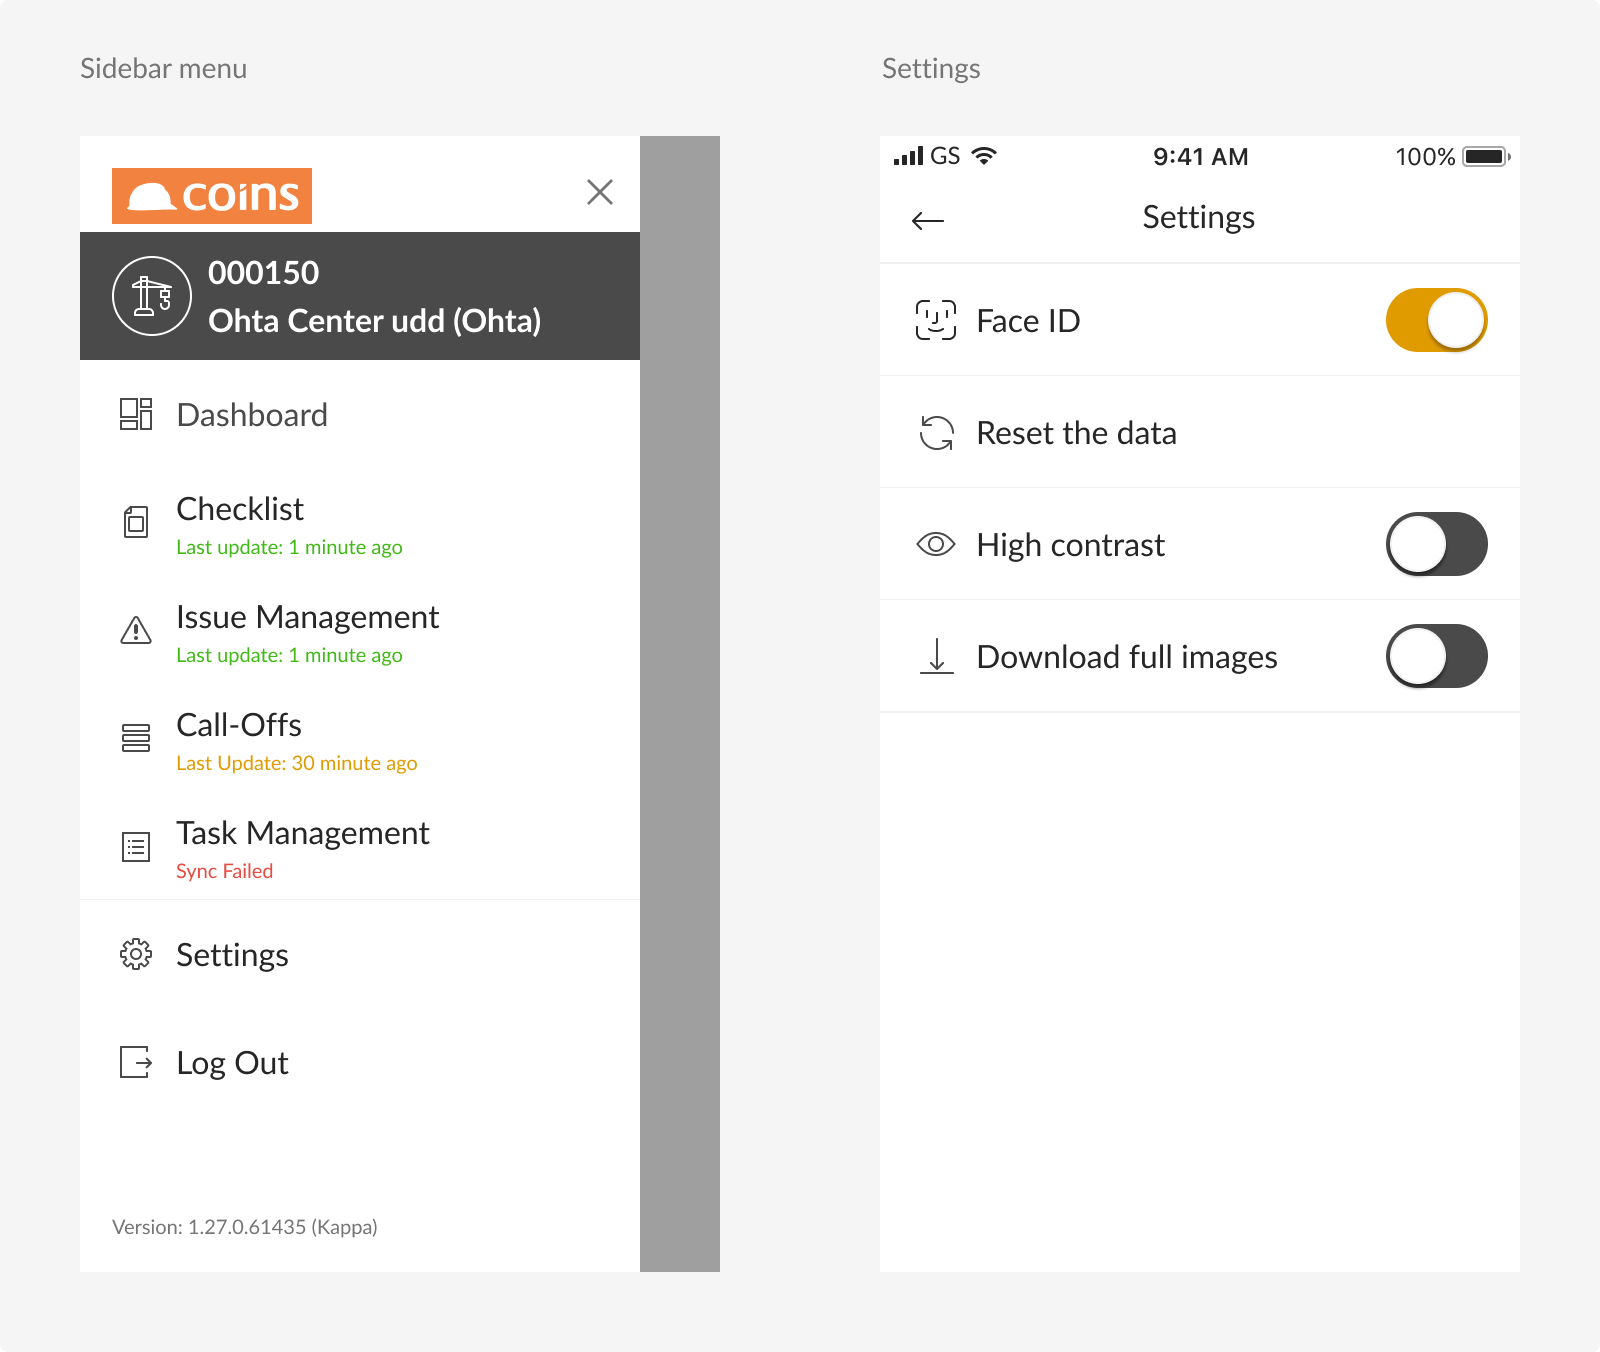 Sidebar menu
coins
000150
Ohta Center udd (Ohta)
Dashboard
Checklist
Last update: 1 minute ago
Issue Management
Last update: 1 minute ago
Call-Offs
Last Update: 30 minute ago
Task Management
Sync Failed
Settings
Log Out
Version: 1.27.0.61435 (Kappa)
Settings
GS 9:41 AM 100%
Settings
Face ID
Reset the data
High contrast
Download full images